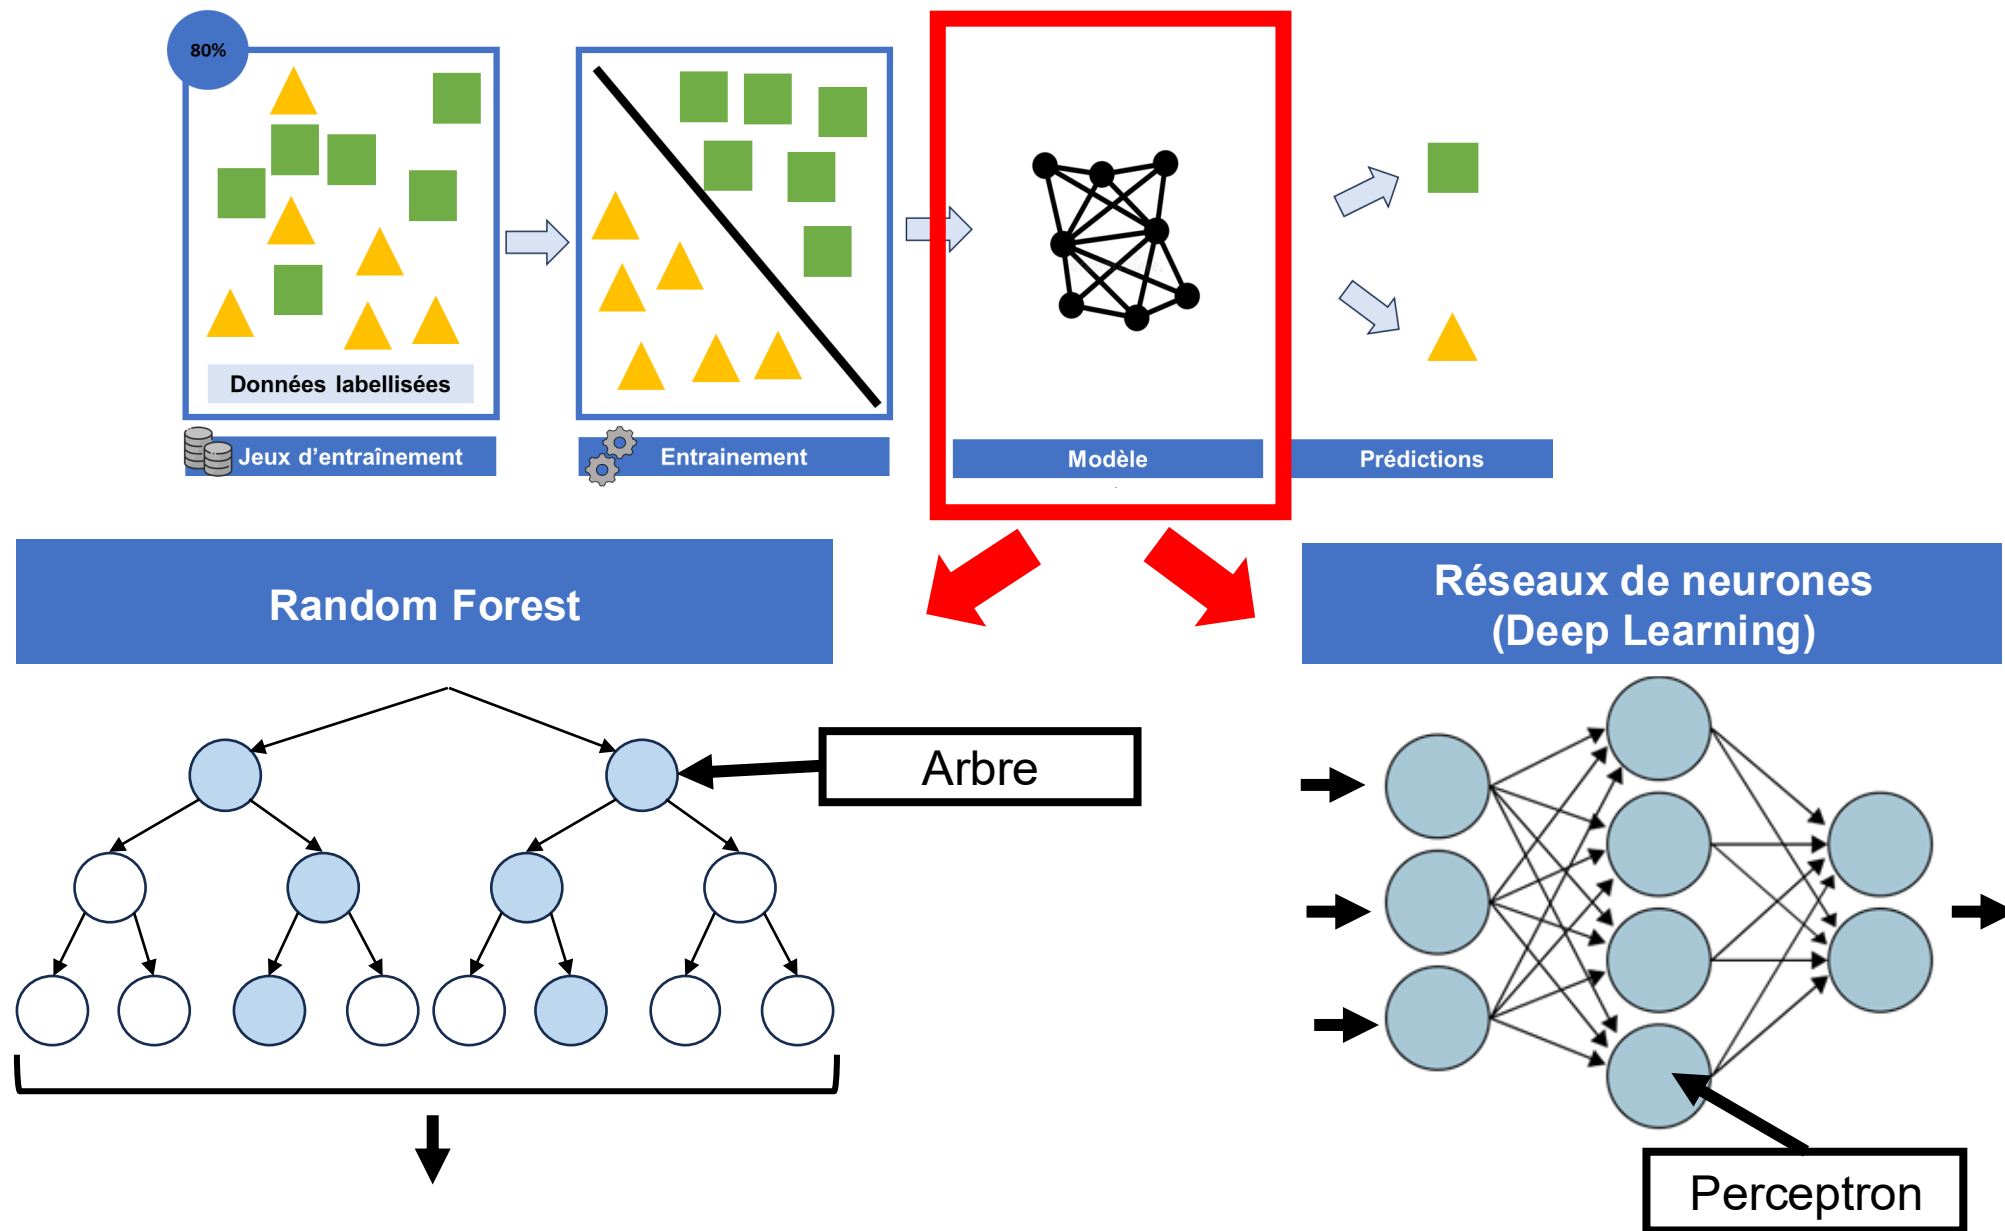 80%
Données labellisées
Jeux d'entraînement
Entrainement
Modèle
Prédictions
Random Forest
Réseaux de neurones
(Deep Learning)
Arbre
Perceptron